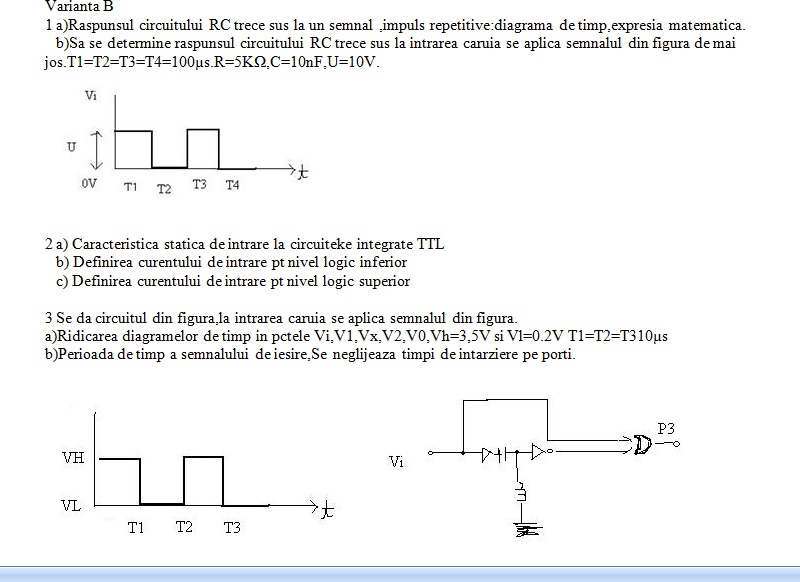 Varianta B
1 a)Raspunsul circuitului RC trece sus la un semnal ,impuls repetitive:diagrama de timp,expresia matematica.
b)Sa se determine raspunsul circuitului RC trece sus la intrarea caruia se aplica semnalul din figura de mai
jos.T1=T2=T3=T4=100µs.R=5KΩ,C=10nF,U=10V.
Vi
U
t
0V T1 T2 T3 T4
2 a) Caracteristica statica de intrare la circuiteke integrate TTL
b) Definirea curentului de intrare pt nivel logic inferior
c) Definirea curentului de intrare pt nivel logic superior
3 Se da circuitul din figura,la intrarea caruia se aplica semnalul din figura.
a)Ridicarea diagramelor de timp in pctele Vi,V1,Vx,V2,V0,Vh=3,5V si Vl=0.2V T1=T2=T310µs
b)Perioada de timp a semnalului de iesire,Se neglijeaza timpi de intarziere pe porti.
P3
VH
Vi
VL
t
T1 T2 T3